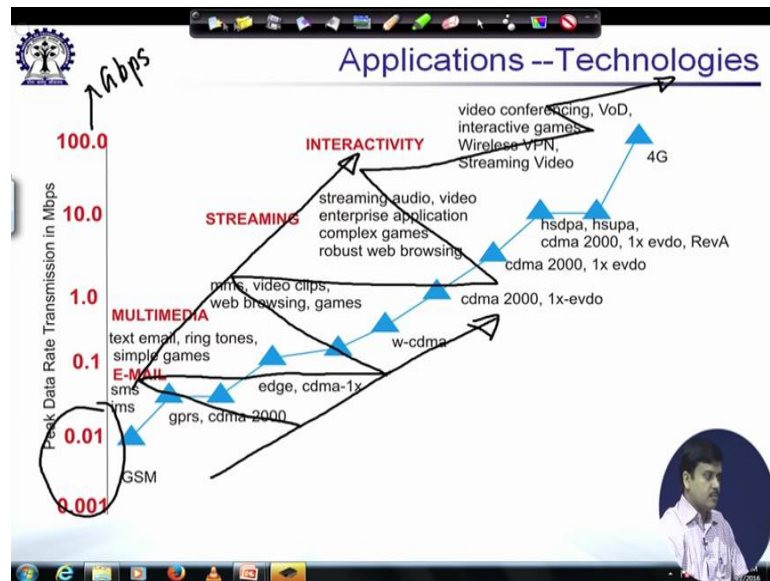 Applications --Technologies
Gbps
100.0
10.0
1.0
0.1
0.01
0.001
Peak Data Rate Transmission in Mbps
INTERACTIVITY
video conferencing, VoD,
interactive games
Wireless VPN,
Streaming Video
4G
STREAMING
streaming audio, video
enterprise application
complex games
robust web browsing
hsdpa, hsupa,
cdma 2000, 1x evdo, RevA
cdma 2000, 1x evdo
mms, video clips,
web browsing, games
cdma 2000, 1x-evdo
MULTIMEDIA
text email, ring tones,
simple games
w-cdma
E-MAIL
sms
ims
edge, cdma-1x
gprs, cdma-2000
GSM